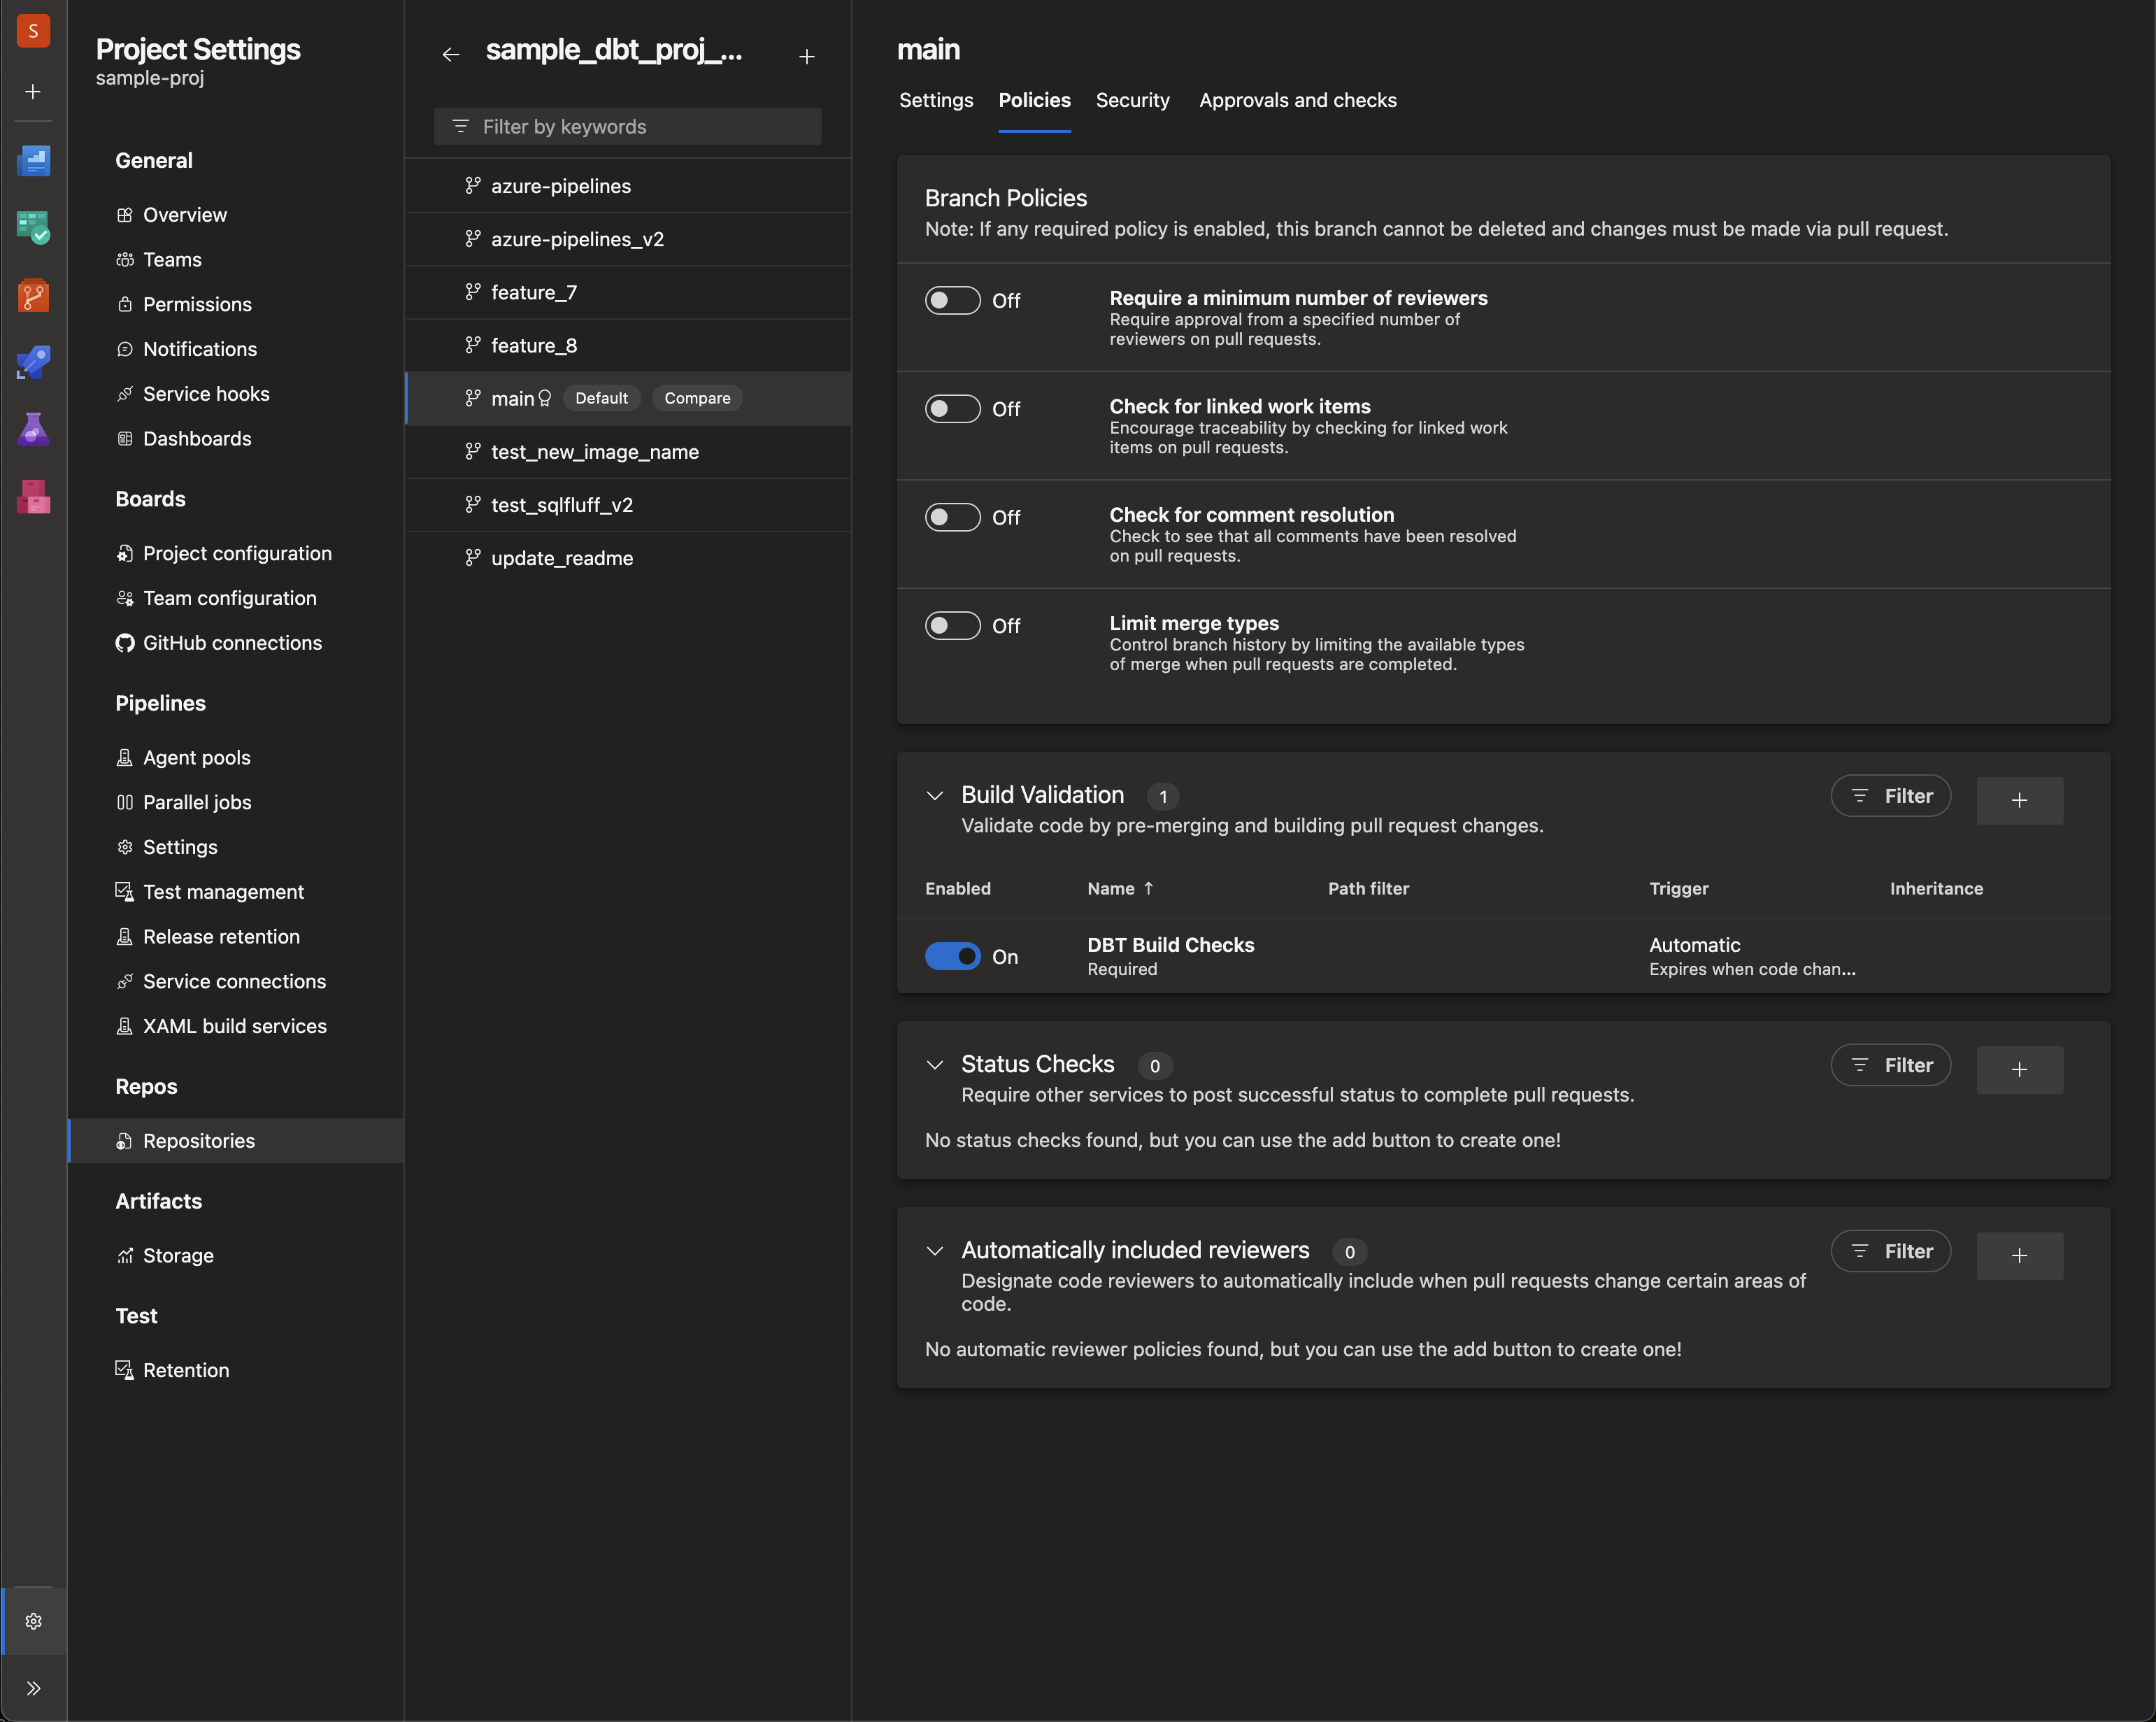 S
Project Settings
sample-proj
General
Overview
Teams
Permissions
Notifications
Service hooks
Dashboards
Boards
Project configuration
Team configuration
GitHub connections
Pipelines
Agent pools
Parallel jobs
Settings
Test management
Release retention
Service connections
XAML build services
Repos
Repositories
Artifacts
Storage
Test
Retention
sample_dbt_proj_...
Filter by keywords
azure-pipelines
azure-pipelines_v2
feature_7
feature_8
main Default Compare
test_new_image_name
test_sqlfluff_v2
update_readme
main
Settings Policies Security Approvals and checks
Branch Policies
Note: If any required policy is enabled, this branch cannot be deleted and changes must be made via pull request.
Off
Require a minimum number of reviewers
Require approval from a specified number of
reviewers on pull requests.
Off
Check for linked work items
Encourage traceability by checking for linked work
items on pull requests.
Off
Check for comment resolution
Check to see that all comments have been resolved
on pull requests.
Off
Limit merge types
Control branch history by limiting the available types
of merge when pull requests are completed.
Build Validation 1
Filter
Validate code by pre-merging and building pull request changes.
Enabled Name ↑ Path filter Trigger Inheritance
On
DBT Build Checks
Required
Automatic
Expires when code chan...
Status Checks 0
Filter
Require other services to post successful status to complete pull requests.
No status checks found, but you can use the add button to create one!
Automatically included reviewers 0
Filter
Designate code reviewers to automatically include when pull requests change certain areas of
code.
No automatic reviewer policies found, but you can use the add button to create one!